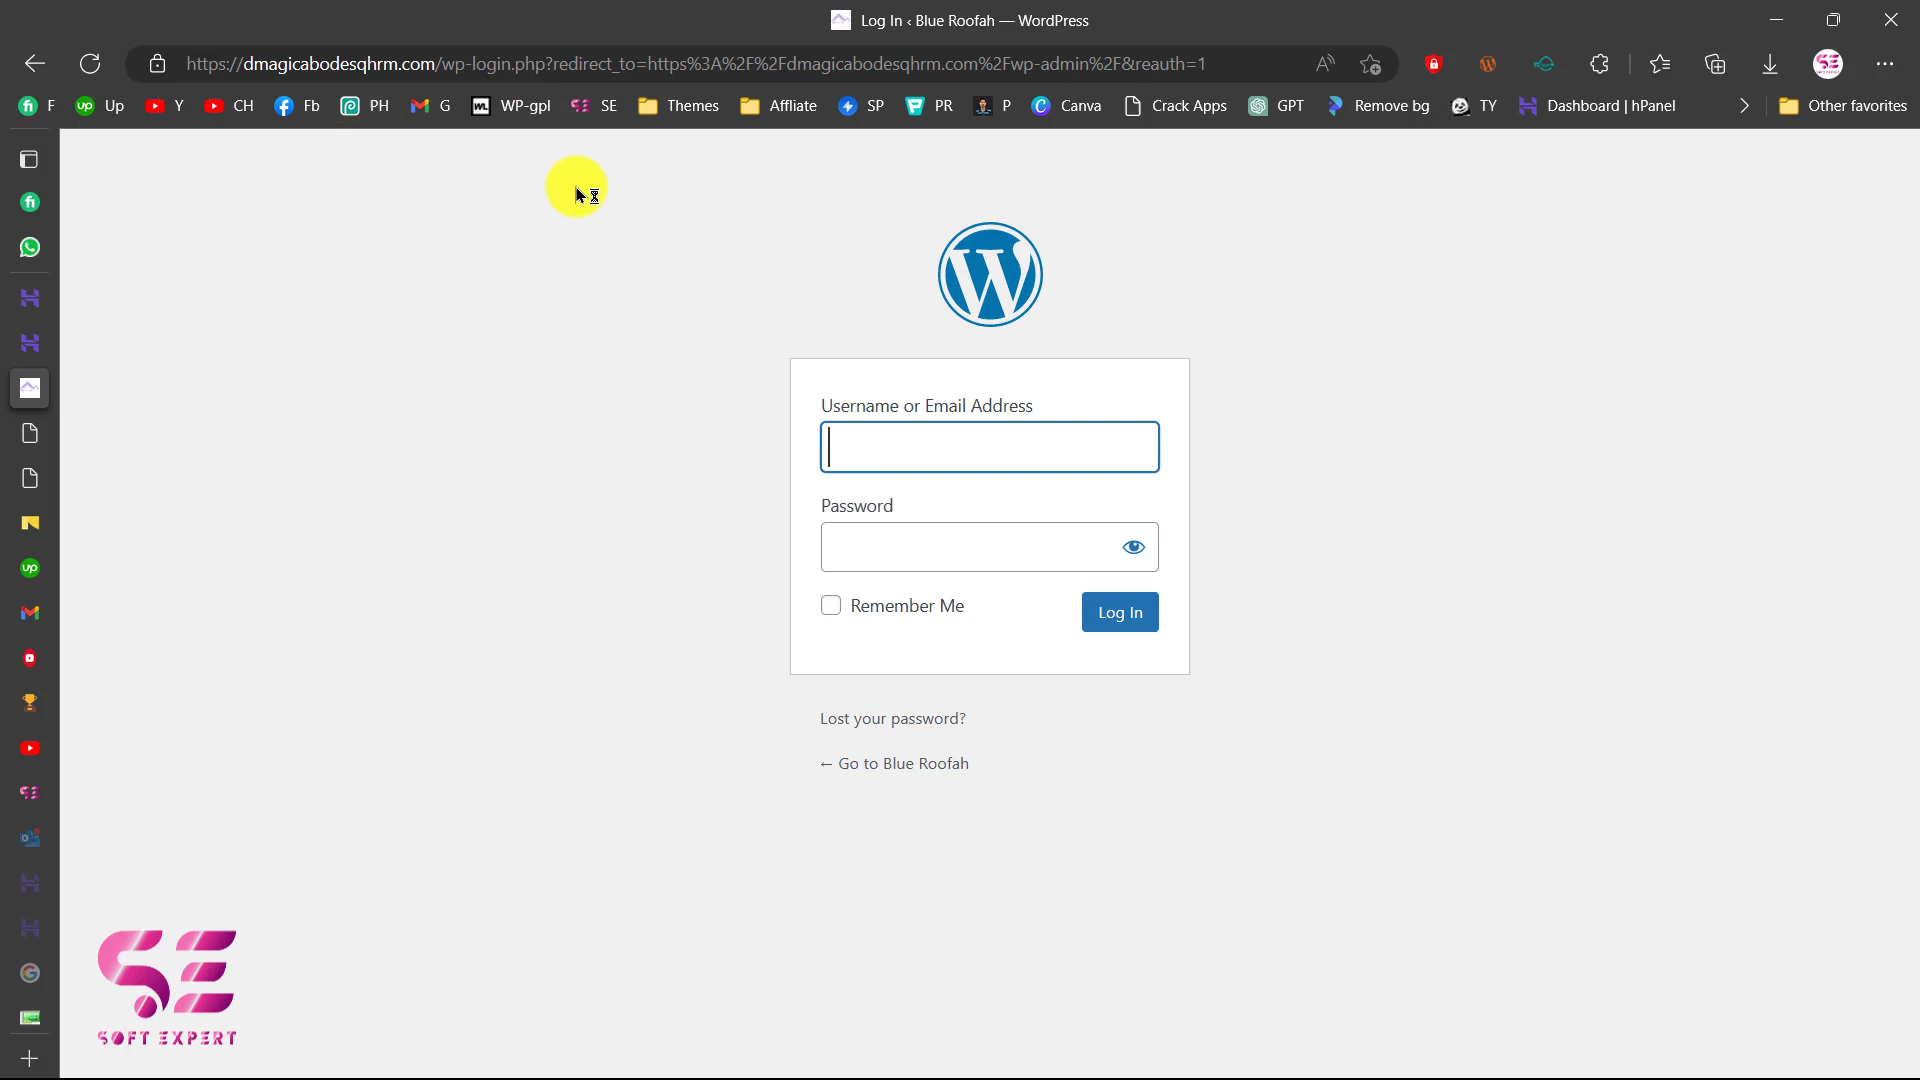 Log In ‹ Blue Roofah — WordPress
https://dmagicabodesqhrm.com/wp-login.php?redirect_to=https%3A%2F%2Fdmagicabodesqhrm.com%2Fwp-admin%2F&reauth=1
F Up Y CH Fb PH G WP-gpl SE Themes Affliate SP PR P Canva Crack Apps GPT Remove bg TY Dashboard | hPanel Other favorites
Username or Email Address
Password
Remember Me
Log In
Lost your password?
← Go to Blue Roofah
SE
SOFT EXPERT